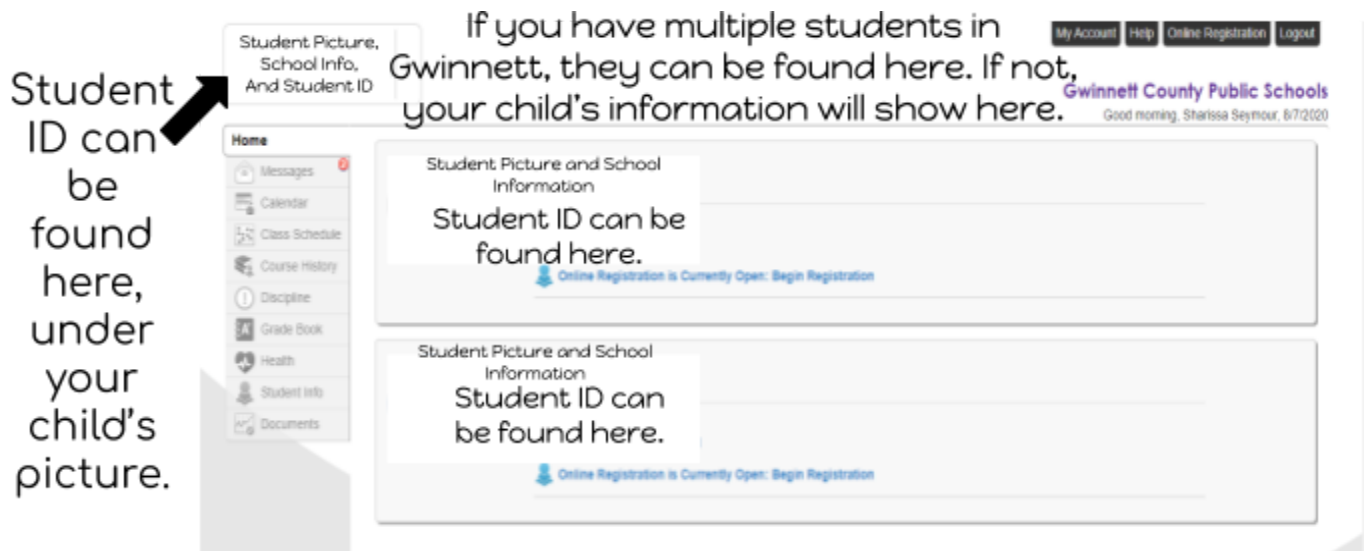 Student
ID can
be
found
here,
under
your
child's
picture.
Student Picture,
School Info,
And Student ID
If you have multiple students in
Gwinnett, they can be found here. If not,
your child's information will show here.
My Account Help Online Registration Logout
Gwinnett County Public Schools
Good morning, Sharissa Seymour, 8/7/2020
Home
Messages
Calendar
Class Schedule
Course History
Discipline
Grade Book
Health
Student Info
Documents
Student Picture and School
Information
Student ID can be
found here.
Online Registration is Currently Open: Begin Registration
Student Picture and School
Information
Student ID can
be found here.
Online Registration is Currently Open: Begin Registration